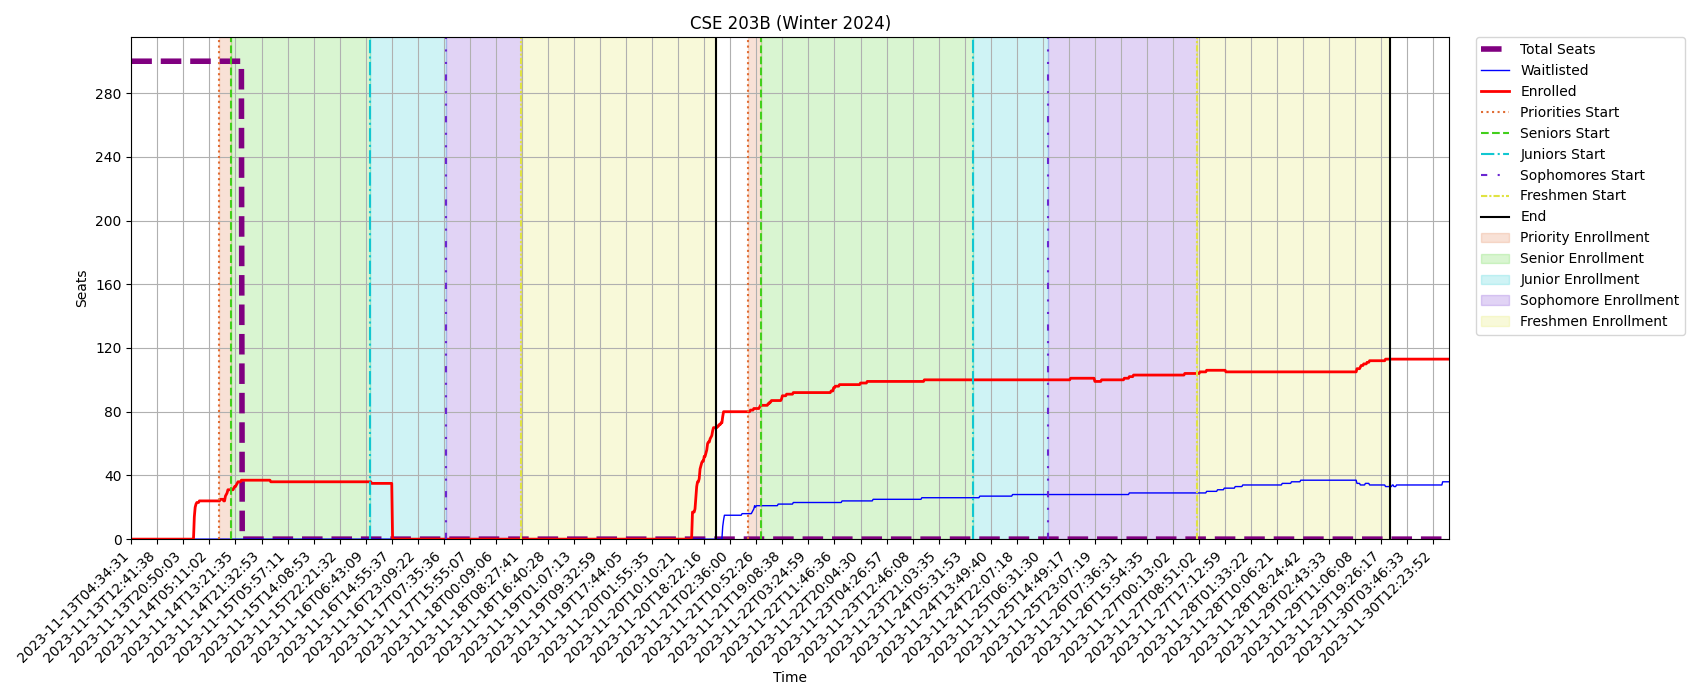 CSE 203B (Winter 2024)
Seats
280
240
200
160
120
80
40
0
2023-11-13T04:34:31
2023-11-13T12:41:38
2023-11-13T20:50:03
2023-11-14T05:11:02
2023-11-14T13:21:35
2023-11-14T21:32:53
2023-11-15T05:57:11
2023-11-15T14:08:53
2023-11-15T22:21:32
2023-11-16T06:43:09
2023-11-16T14:55:37
2023-11-16T23:09:22
2023-11-17T07:35:36
2023-11-17T15:55:07
2023-11-18T00:09:06
2023-11-18T08:27:41
2023-11-18T16:40:28
2023-11-19T01:07:13
2023-11-19T09:32:59
2023-11-19T17:44:05
2023-11-20T01:55:35
2023-11-20T10:10:21
2023-11-20T18:22:16
2023-11-21T02:36:00
2023-11-21T10:52:26
2023-11-21T19:08:38
2023-11-22T03:24:59
2023-11-22T11:46:36
2023-11-22T20:04:30
2023-11-23T04:26:57
2023-11-23T12:46:08
2023-11-23T21:03:35
2023-11-24T05:31:53
2023-11-24T13:49:40
2023-11-24T22:07:18
2023-11-25T06:31:30
2023-11-25T14:49:17
2023-11-25T23:07:19
2023-11-26T07:36:31
2023-11-26T15:54:35
2023-11-27T00:13:02
2023-11-27T08:51:02
2023-11-27T17:12:59
2023-11-28T01:33:22
2023-11-28T10:06:21
2023-11-28T18:24:42
2023-11-29T02:43:33
2023-11-29T11:06:08
2023-11-29T19:26:17
2023-11-30T03:46:33
2023-11-30T12:23:52
Time
Total Seats
Waitlisted
Enrolled
Priorities Start
Seniors Start
Juniors Start
Sophomores Start
Freshmen Start
End
Priority Enrollment
Senior Enrollment
Junior Enrollment
Sophomore Enrollment
Freshmen Enrollment